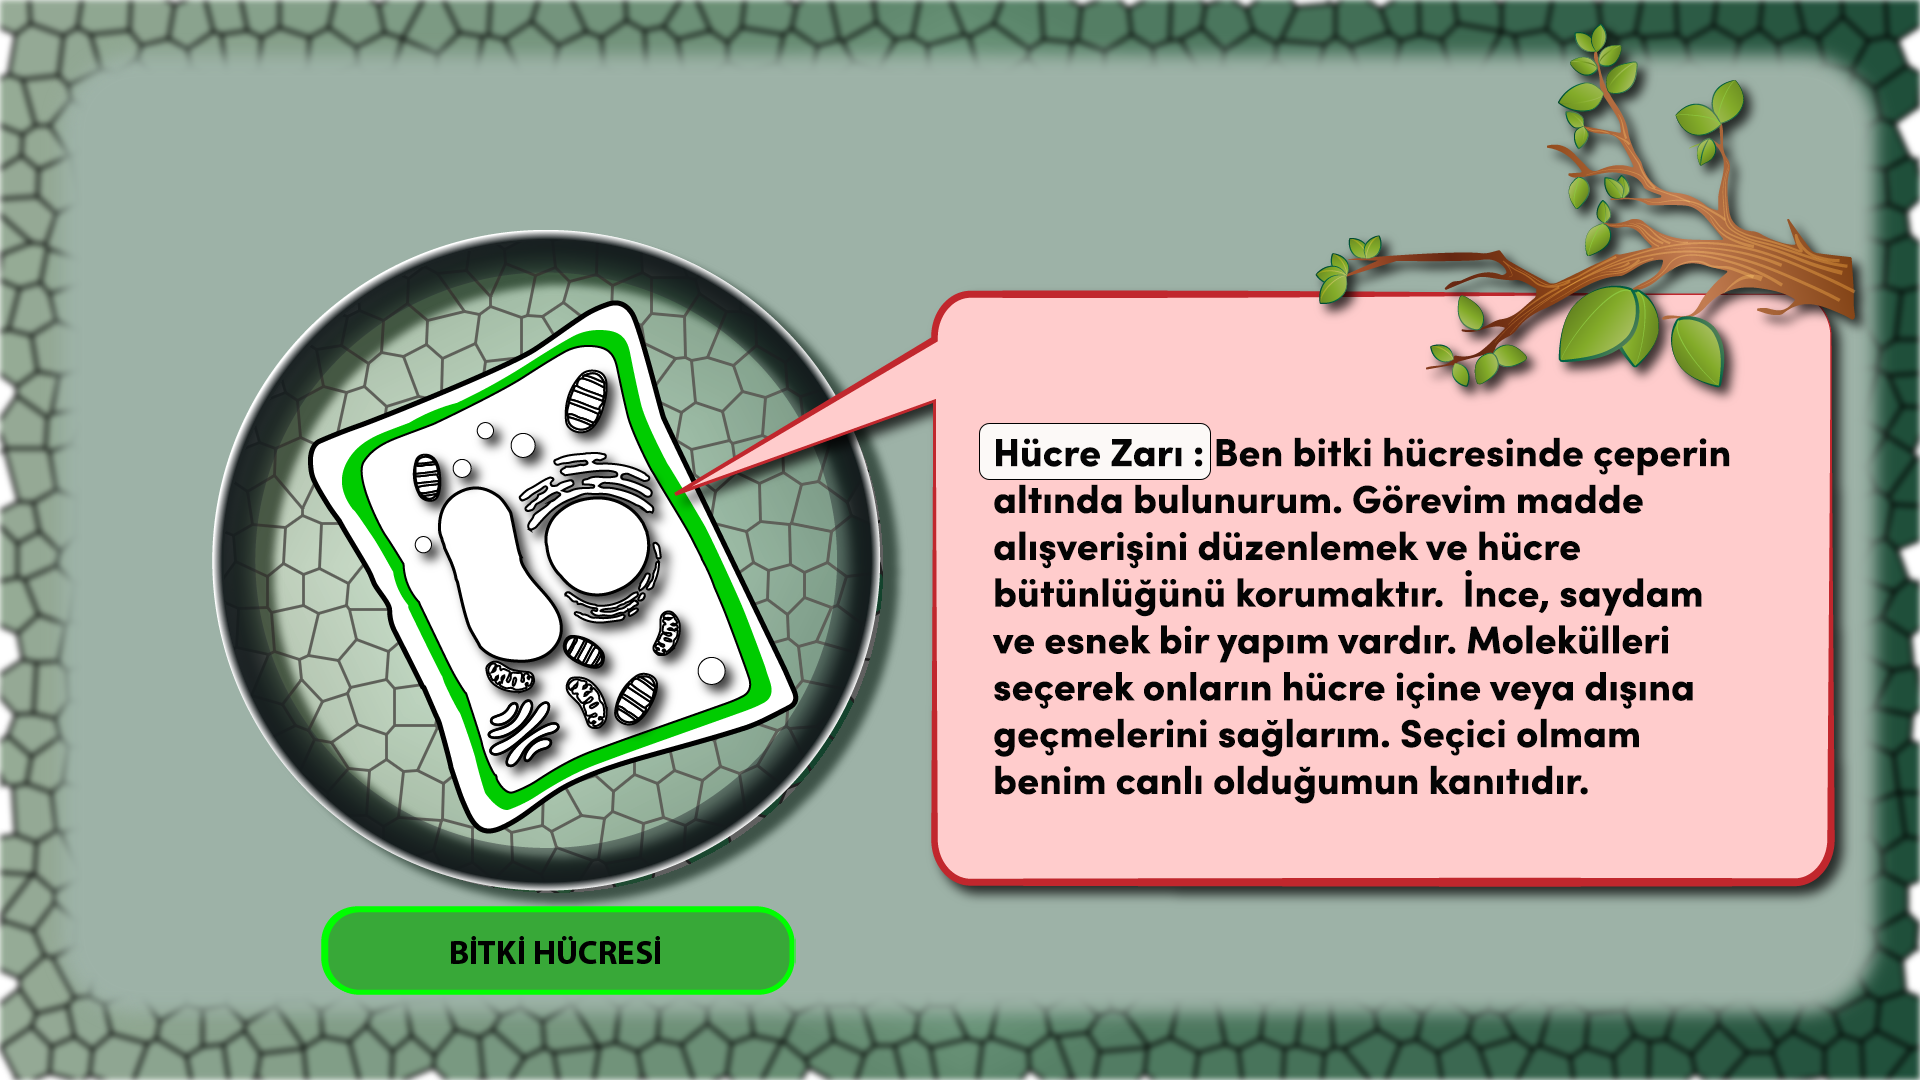 Hücre Zarı : Ben bitki hücresinde çeperin
altında bulunurum. Görevim madde
alışverişini düzenlemek ve hücre
bütünlüğünü korumaktır.  İnce, saydam
ve esnek bir yapım vardır. Molekülleri
seçerek onların hücre içine veya dışına
geçmelerini sağlarım. Seçici olmam
benim canlı olduğumun kanıtıdır.
BİTKİ HÜCRESİ